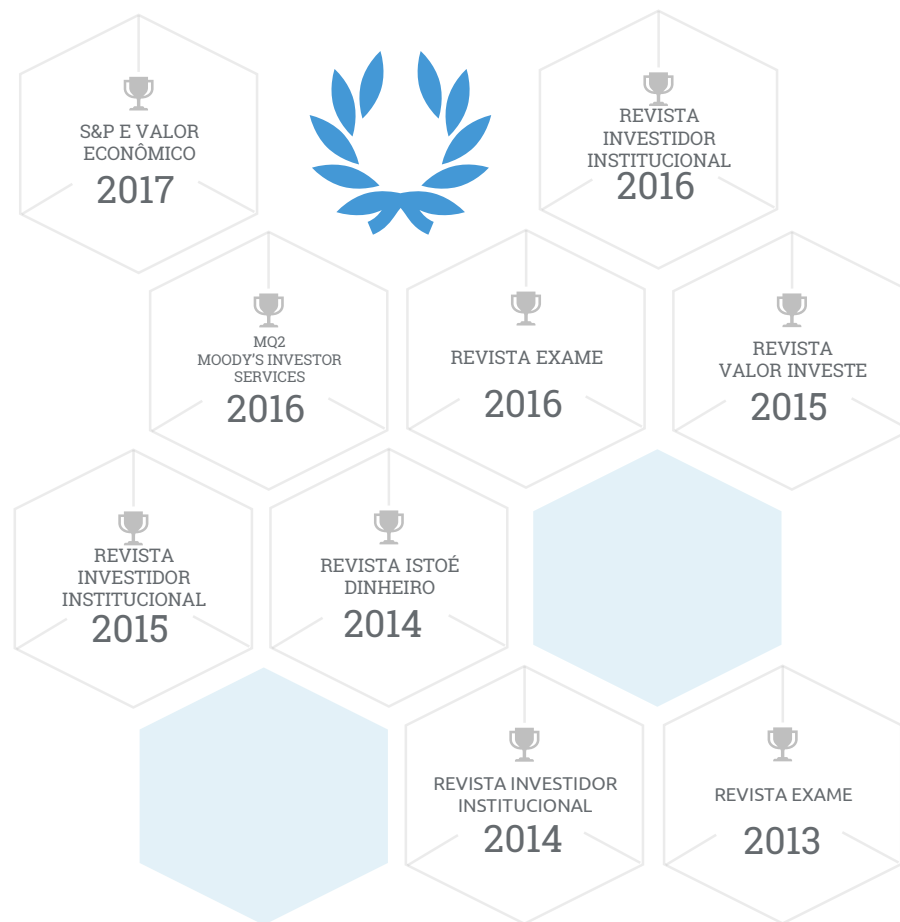 S&P E VALOR
ECONÔMICO
2017
REVISTA
INVESTIDOR
INSTITUCIONAL
2016
MQ2
MOODY'S INVESTOR
SERVICES
2016
REVISTA EXAME
2016
REVISTA
VALOR INVESTE
2015
REVISTA
INVESTIDOR
INSTITUCIONAL
2015
REVISTA ISTOÉ
DINHEIRO
2014
REVISTA INVESTIDOR
INSTITUCIONAL
2014
REVISTA EXAME
2013